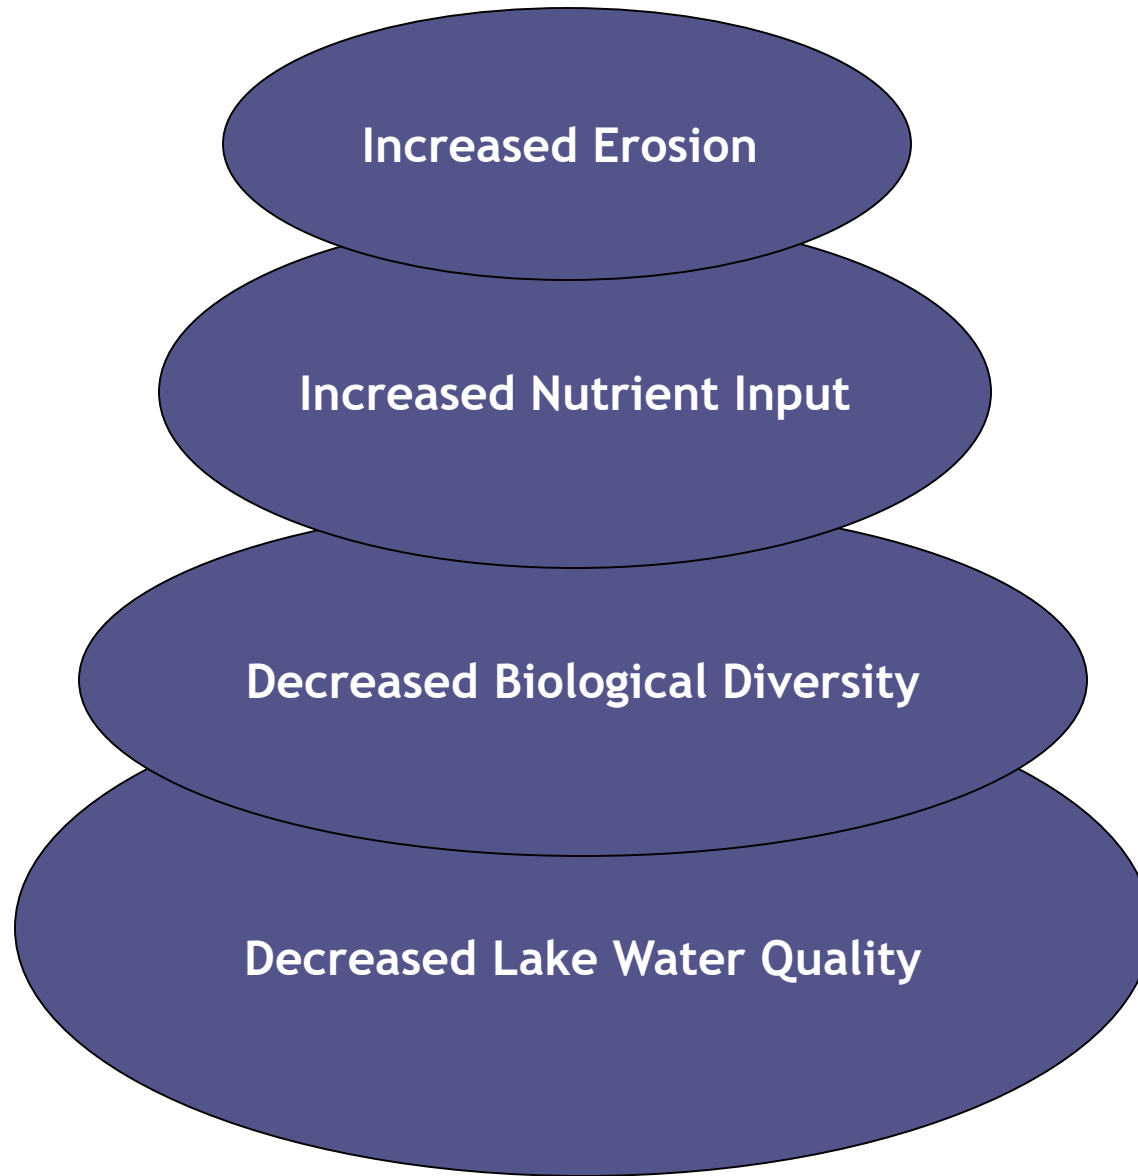 Increased Erosion
Increased Nutrient Input
Decreased Biological Diversity
Decreased Lake Water Quality